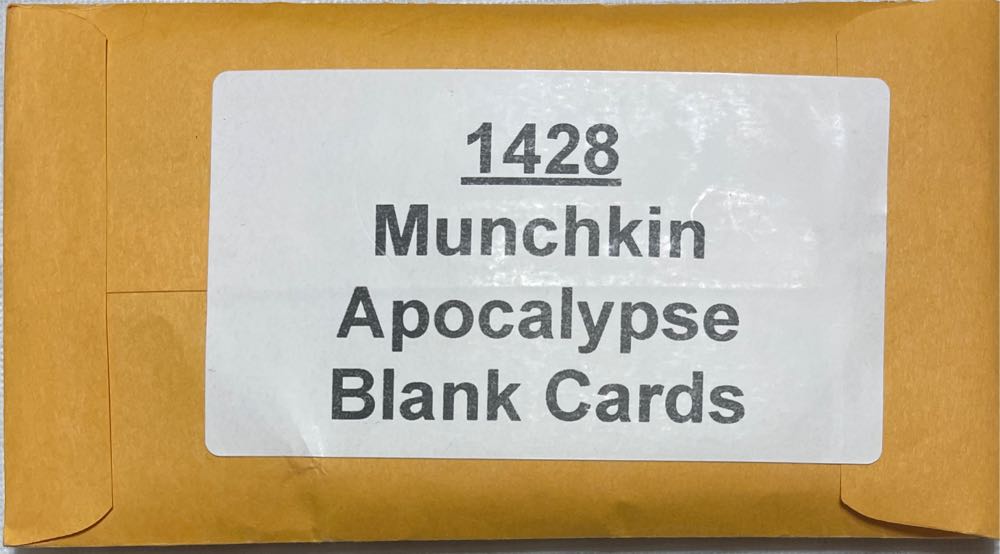 1428
Munchkin
Apocalypse
Blank Cards